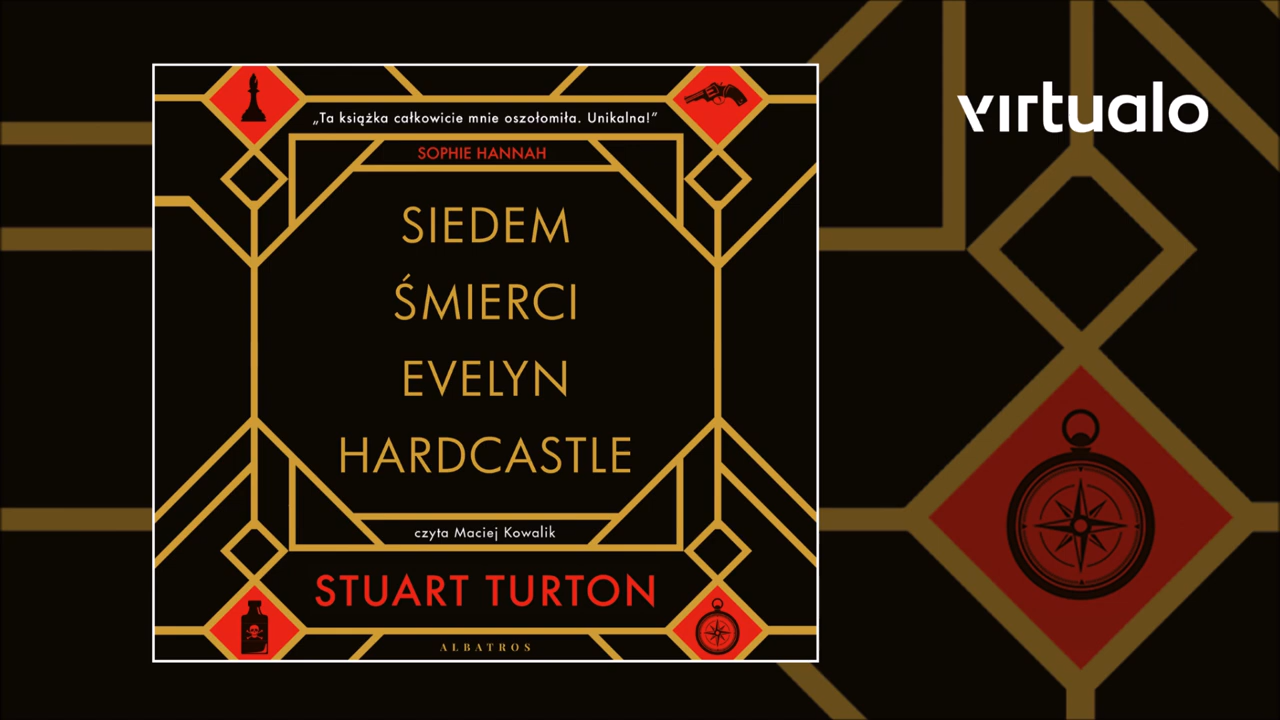 „Ta książka całkowicie mnie oszołomiła. Unikalna!”
SOPHIE HANNAH
SIEDEM
ŚMIERCI
EVELYN
HARDCASTLE
czyta Maciej Kowalik
STUART TURTON
ALBATROS
virtualo